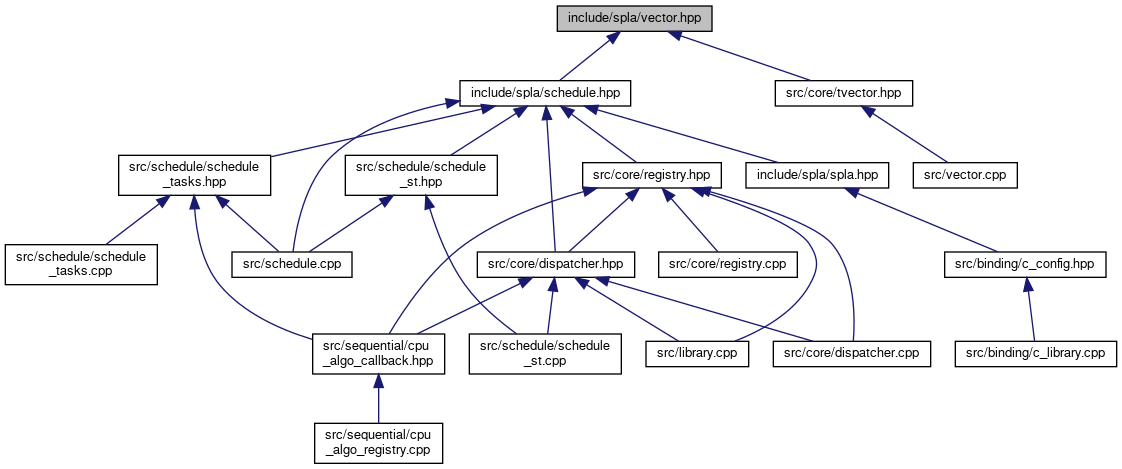 include/spla/vector.hpp
include/spla/schedule.hpp
src/core/tvector.hpp
src/schedule/schedule
_tasks.hpp
src/schedule/schedule
_st.hpp
src/core/registry.hpp
include/spla/spla.hpp
src/vector.cpp
src/schedule/schedule
_tasks.cpp
src/schedule.cpp
src/core/dispatcher.hpp
src/core/registry.cpp
src/binding/c_config.hpp
src/sequential/cpu
_algo_callback.hpp
src/schedule/schedule
_st.cpp
src/library.cpp
src/core/dispatcher.cpp
src/binding/c_library.cpp
src/sequential/cpu
_algo_registry.cpp